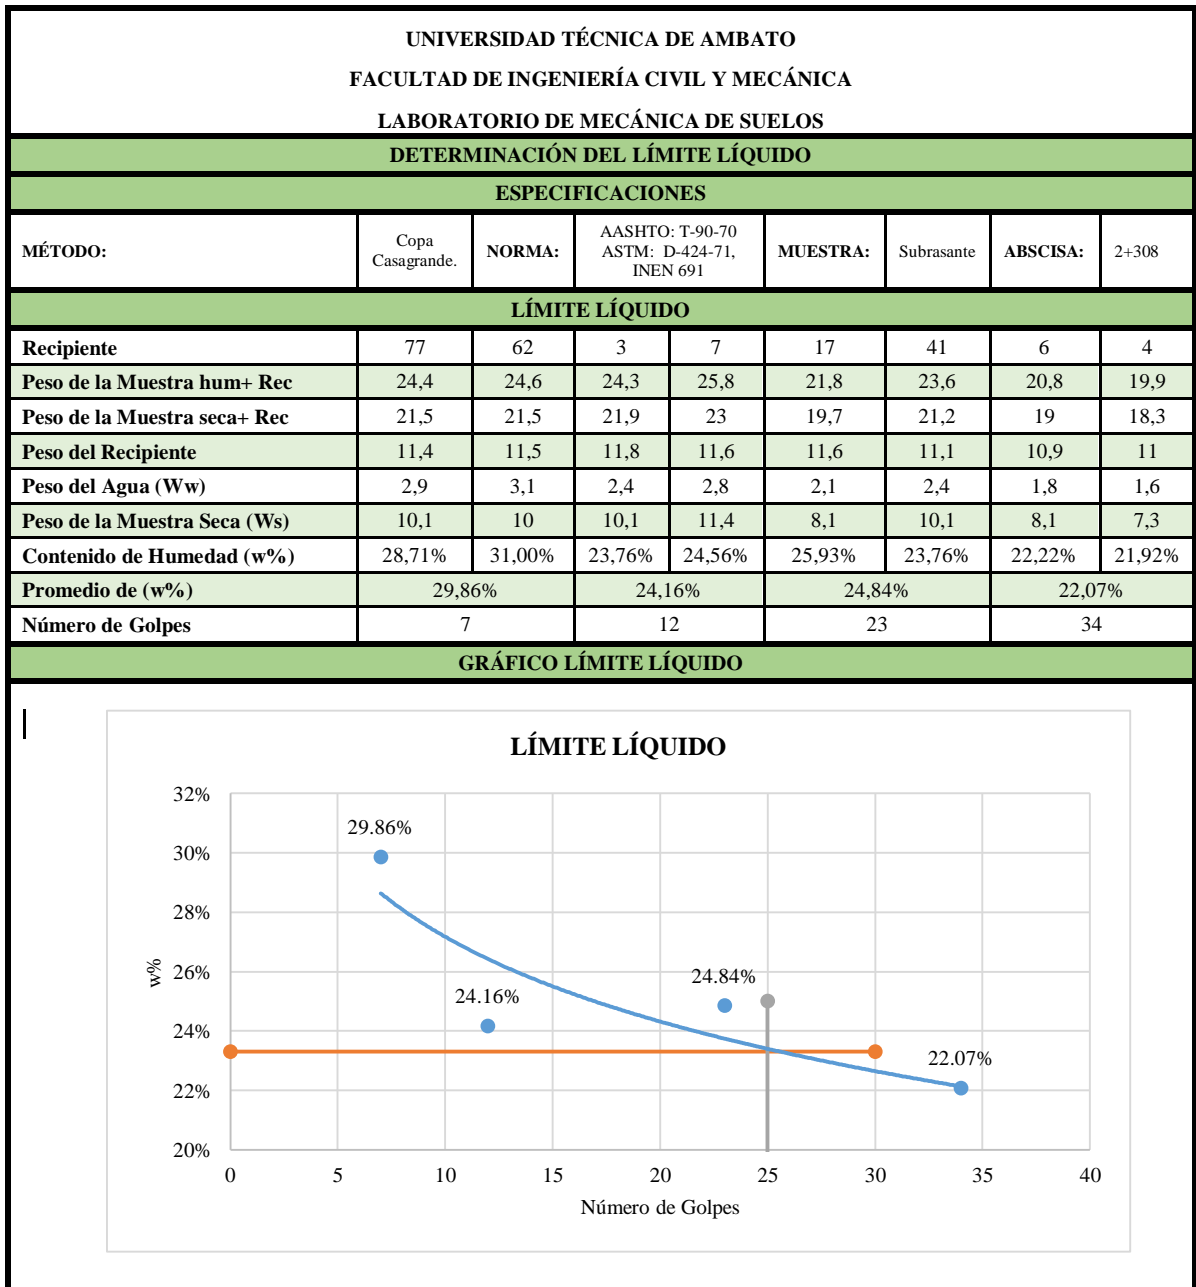 UNIVERSIDAD TÉCNICA DE AMBATO
FACULTAD DE INGENIERÍA CIVIL Y MECÁNICA
LABORATORIO DE MECÁNICA DE SUELOS
DETERMINACIÓN DEL LÍMITE LÍQUIDO
ESPECIFICACIONES
MÉTODO: Copa Casagrande. NORMA: AASHTO: T-90-70 ASTM: D-424-71, INEN 691 MUESTRA: Subrasante ABSCISA: 2+308
LÍMITE LÍQUIDO
Recipiente 77 62 3 7 17 41 6 4
Peso de la Muestra hum+ Rec 24,4 24,6 24,3 25,8 21,8 23,6 20,8 19,9
Peso de la Muestra seca+ Rec 21,5 21,5 21,9 23 19,7 21,2 19 18,3
Peso del Recipiente 11,4 11,5 11,8 11,6 11,6 11,1 10,9 11
Peso del Agua (Ww) 2,9 3,1 2,4 2,8 2,1 2,4 1,8 1,6
Peso de la Muestra Seca (Ws) 10,1 10 10,1 11,4 8,1 10,1 8,1 7,3
Contenido de Humedad (w%) 28,71% 31,00% 23,76% 24,56% 25,93% 23,76% 22,22% 21,92%
Promedio de (w%) 29,86% 24,16% 24,84% 22,07%
Número de Golpes 7 12 23 34
GRÁFICO LÍMITE LÍQUIDO
LÍMITE LÍQUIDO
32%
29.86%
30%
28%
26%
w%
24.84%
24.16%
24%
22.07%
22%
20%
0 5 10 15 20 25 30 35 40
Número de Golpes